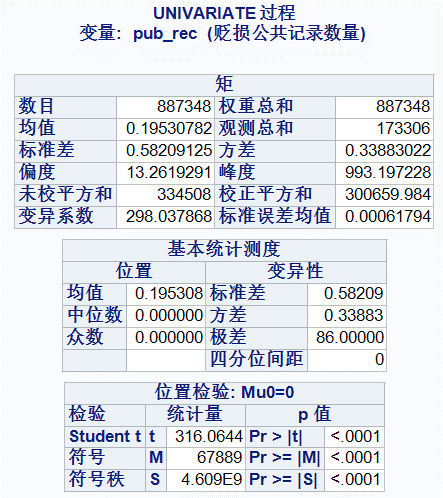 UNIVARIATE 过程
变量: pub_rec (贬损公共记录数量)
矩
数目 887348 权重总和 887348
均值 0.19530782 观测总和 173306
标准差 0.58209125 方差 0.33883022
偏度 13.2619291 峰度 993.197228
未校平方和 334508 校正平方和 300659.984
变异系数 298.037868 标准误差均值 0.00061794
基本统计测度
位置 变异性
均值 0.195308 标准差 0.58209
中位数 0.000000 方差 0.33883
众数 0.000000 极差 86.00000
四分位间距 0
位置检验: Mu0=0
检验 统计量 p 值
Student t t 316.0644 Pr > |t| <.0001
符号 M 67889 Pr >= |M| <.0001
符号秩 S 4.609E9 Pr >= |S| <.0001